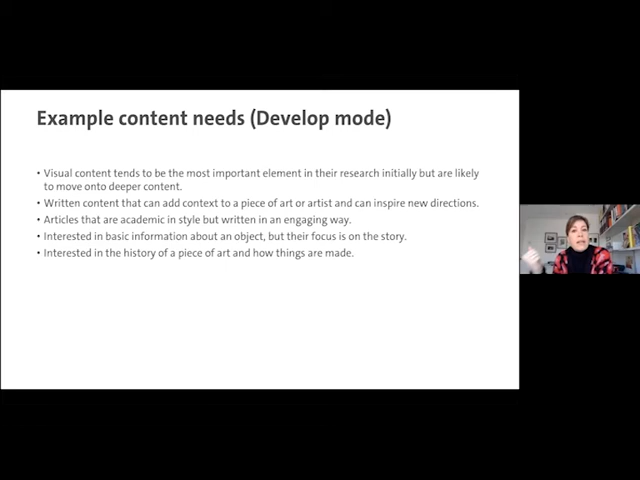 Example content needs (Develop mode)
• Visual content tends to be the most important element in their research initially but are likely
to move onto deeper content.
• Written content that can add context to a piece of art or artist and can inspire new directions.
• Articles that are academic in style but written in an engaging way.
• Interested in basic information about an object, but their focus is on the story.
• Interested in the history of a piece of art and how things are made.